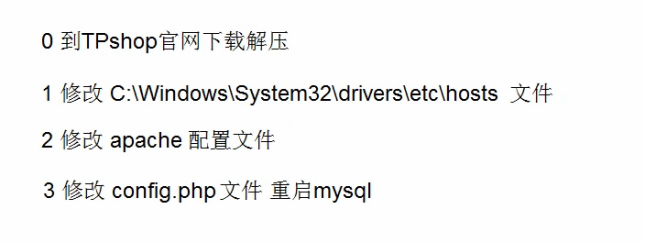 0 到TPshop官网下载解压
1 修改 C:\Windows\System32\drivers\etc\hosts 文件
2 修改 apache 配置文件
3 修改 config.php文件 重启mysql